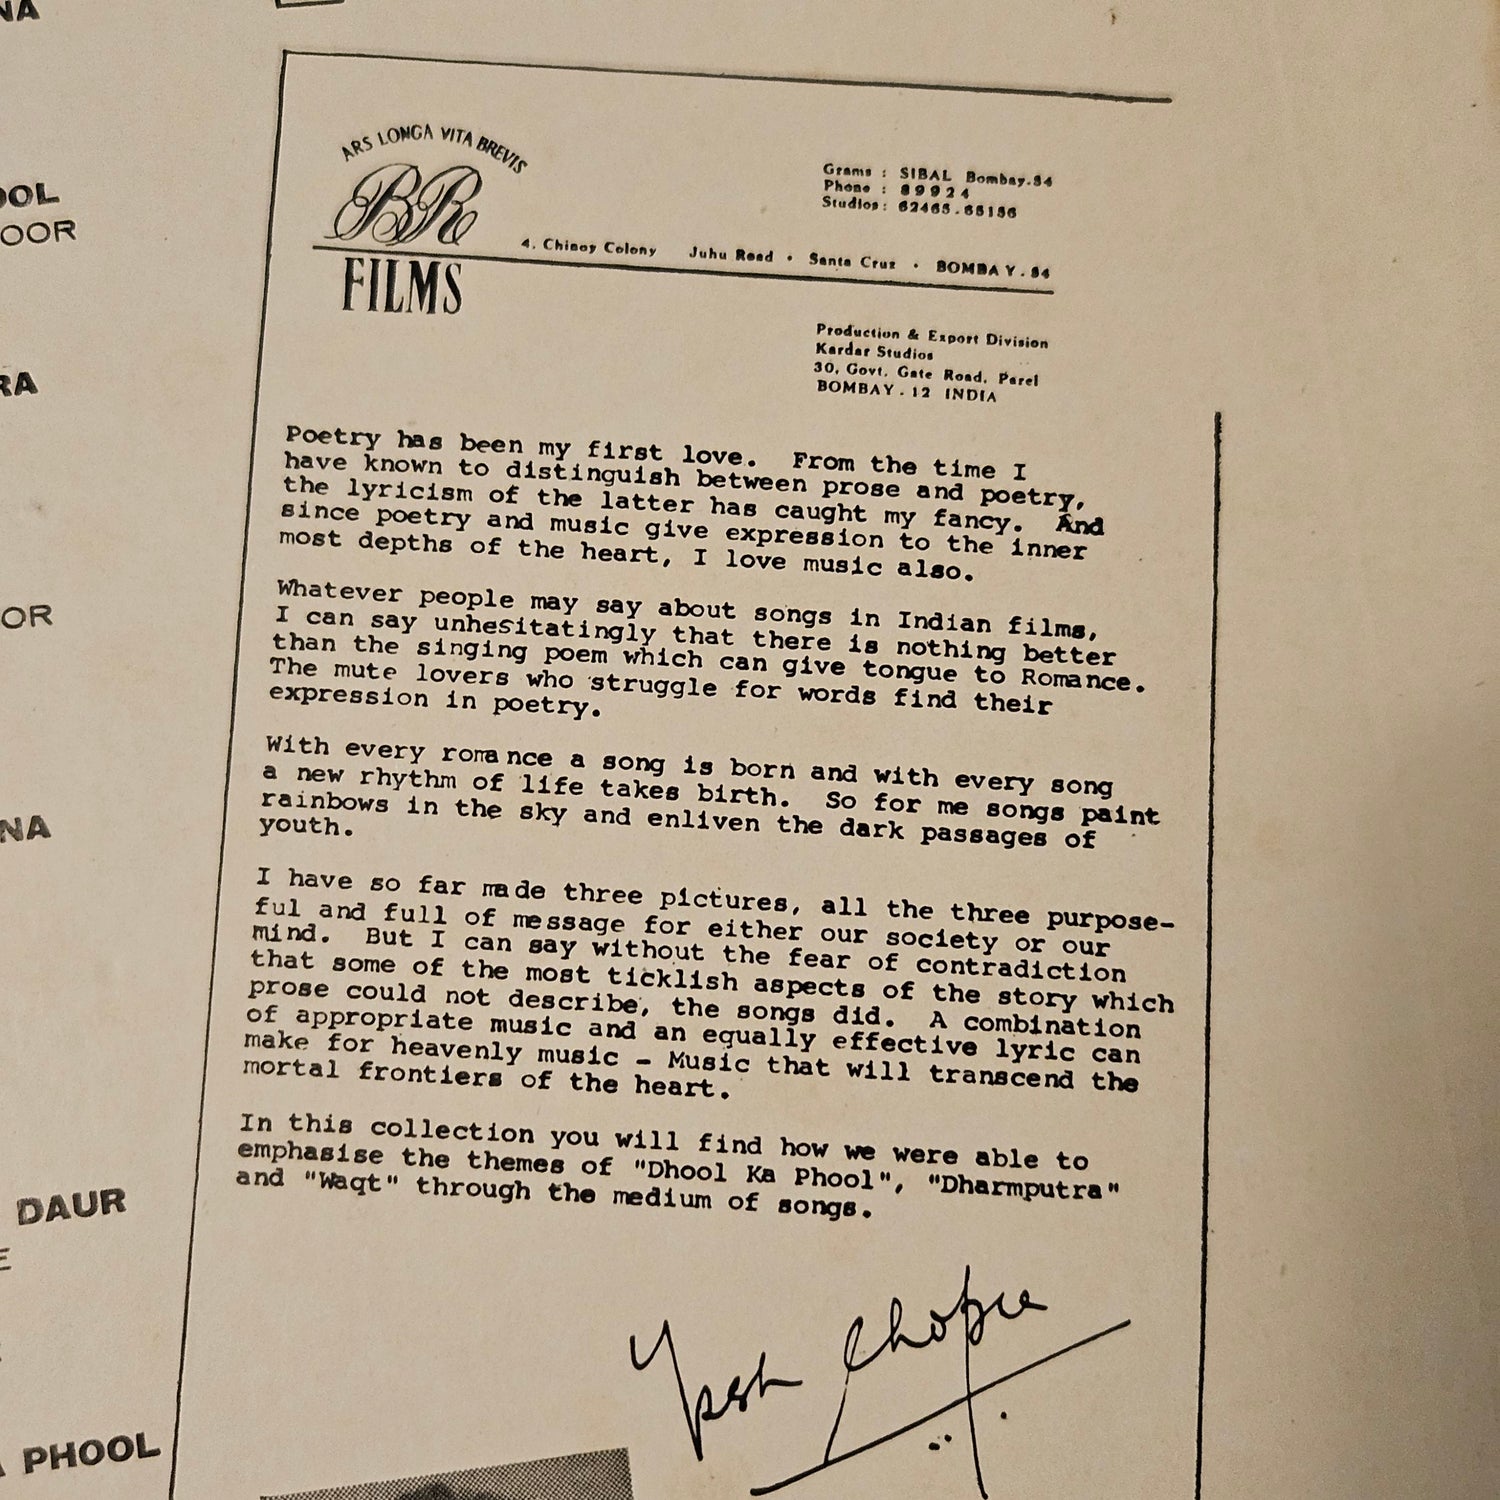 NA
OOL
OOR
RA
OR
NA
DAUR
E
PHOOL
ARS LONGA VITA BREVIS
BR
FILMS
Grams : SIBAL Bombay.54
Phone : 89924
Studios : 62465.65156
4, Chinoy Colony Juhu Road • Santa Cruz • BOMBAY.54
Production & Export Division
Kardar Studios
30, Govt. Gate Road, Parel
BOMBAY.12 INDIA
Poetry has been my first love. From the time I
have known to distinguish between prose and poetry,
the lyricism of the latter has caught my fancy. And
since poetry and music give expression to the inner
most depths of the heart, I love music also.
Whatever people may say about songs in Indian films,
I can say unhesitatingly that there is nothing better
than the singing poem which can give tongue to Romance.
The mute lovers who struggle for words find their
expression in poetry.
With every romance a song is born and with every song
a new rhythm of life takes birth. So for me songs paint
rainbows in the sky and enliven the dark passages of
youth.
I have so far made three pictures, all the three purpose-
ful and full of message for either our society or our
mind. But I can say without the fear of contradiction
that some of the most ticklish aspects of the story which
prose could not describe, the songs did. A combination
of appropriate music and an equally effective lyric can
make for heavenly music - Music that will transcend the
mortal frontiers of the heart.
In this collection you will find how we were able to
emphasise the themes of "Dhool Ka Phool", "Dharmputra"
and "Waqt" through the medium of songs.
Yash Chopra